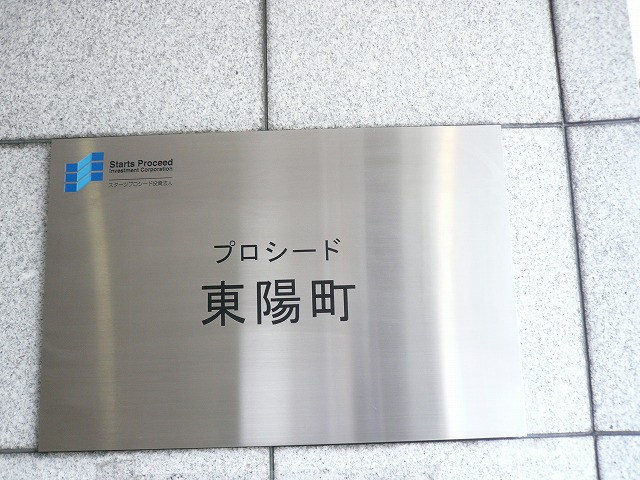 Starts Proceed
Investment Corporation
スターツプロシード投資法人
プロシード
東陽町